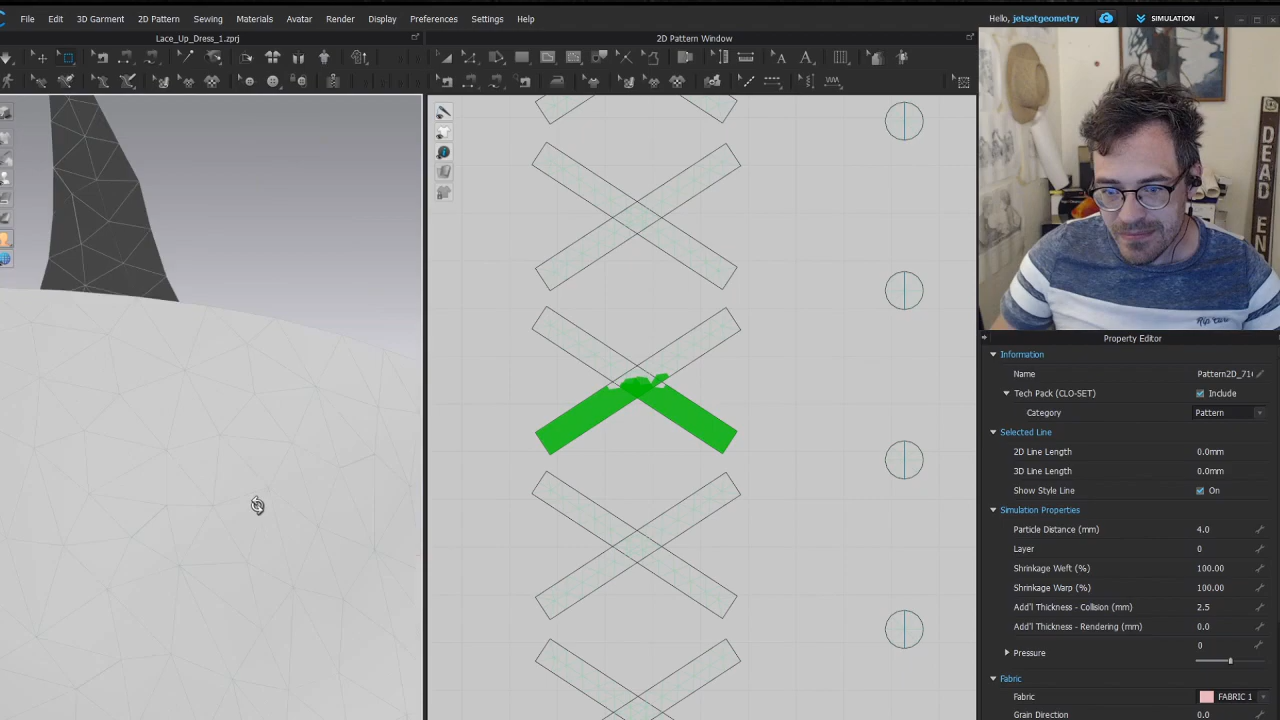 File Edit 3D Garment 2D Pattern Sewing Materials Avatar Render Display Preferences Settings Help
Hello, jetsetgeometry SIMULATION
Lace_Up_Dress_1.zprj
2D Pattern Window
DEAD EN
Rip
Property Editor
Information
Name Pattern2D_71
Tech Pack (CLO-SET) Include
Category Pattern
Selected Line
2D Line Length 0.0mm
3D Line Length 0.0mm
Show Style Line On
Simulation Properties
Particle Distance (mm) 4.0
Layer 0
Shrinkage Weft (%) 100.00
Shrinkage Warp (%) 100.00
Add'l Thickness - Collision (mm) 2.5
Add'l Thickness - Rendering (mm) 0.0
Pressure 0
Fabric
Fabric FABRIC 1
Grain Direction 0.0